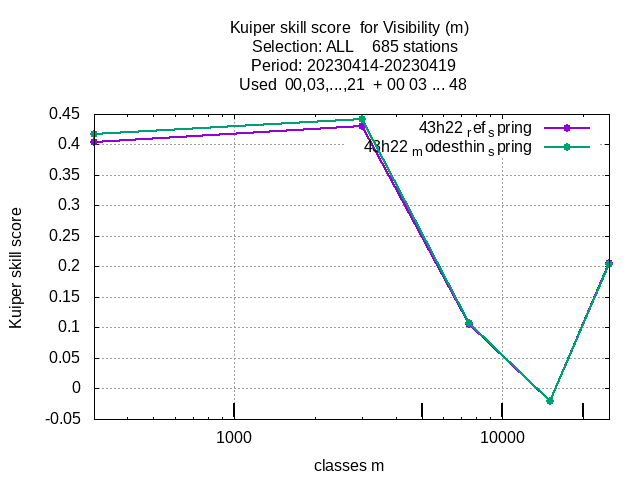 Kuiper skill score  for Visibility (m)
Selection: ALL    685 stations
Period: 20230414-20230419
Used  00,03,...,21  + 00 03 ... 48
43h22 ref spring
43h22 modesthin spring
0.45
0.4
0.35
0.3
0.25
0.2
0.15
0.1
0.05
0
-0.05
Kuiper skill score
1000 10000
classes m